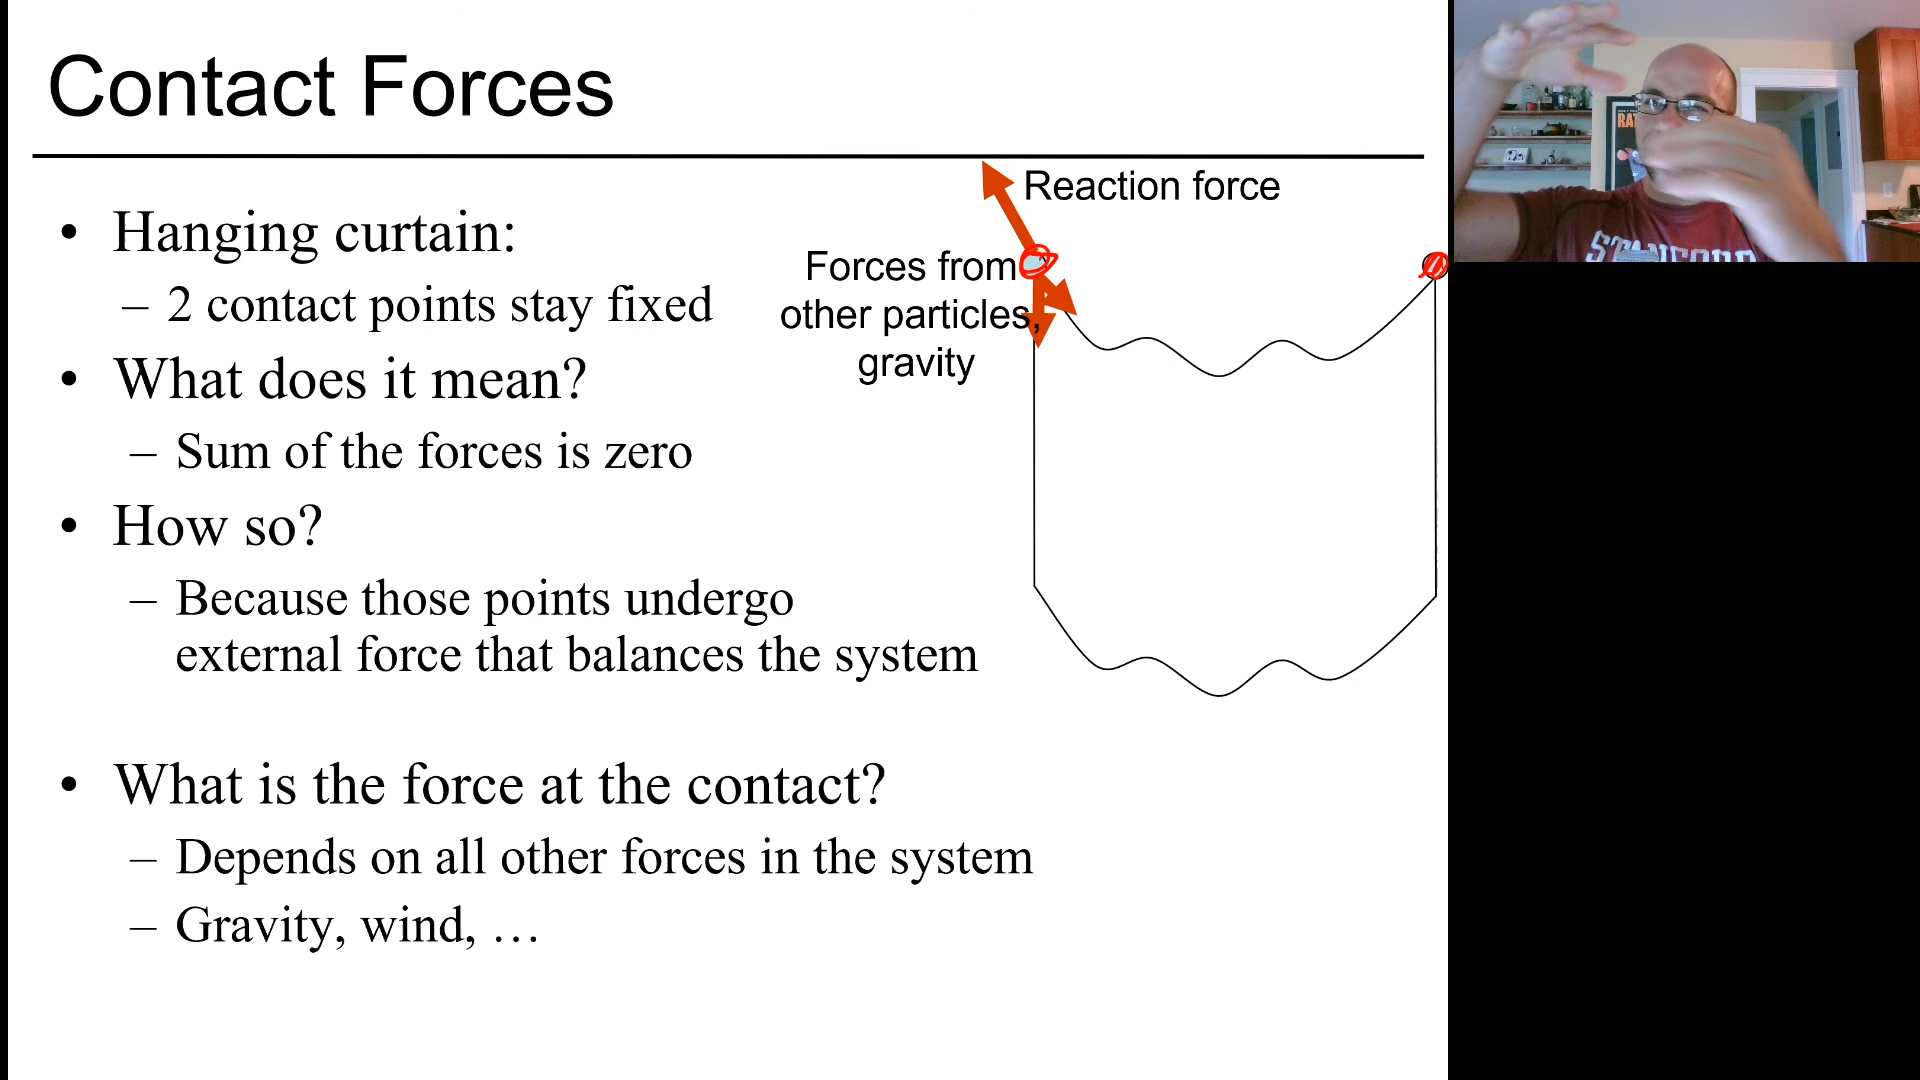 Contact Forces
• Hanging curtain:
– 2 contact points stay fixed
• What does it mean?
– Sum of the forces is zero
• How so?
– Because those points undergo
external force that balances the system
• What is the force at the contact?
– Depends on all other forces in the system
– Gravity, wind, …
Reaction force
Forces from
other particles,
gravity
RAT
STANFORD